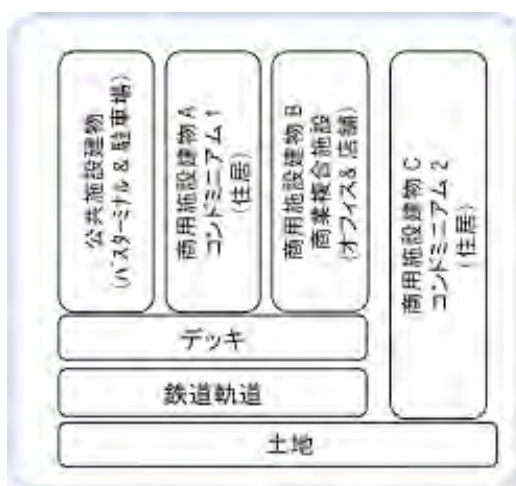 公共施設建物
(バスターミナル & 駐車場)
商用施設建物 A
コンドミニアム 1
(住居)
商用施設建物 B
商業複合施設
(オフィス& 店舗)
商用施設建物 C
コンドミニアム 2
(住居)
デッキ
鉄道軌道
土地